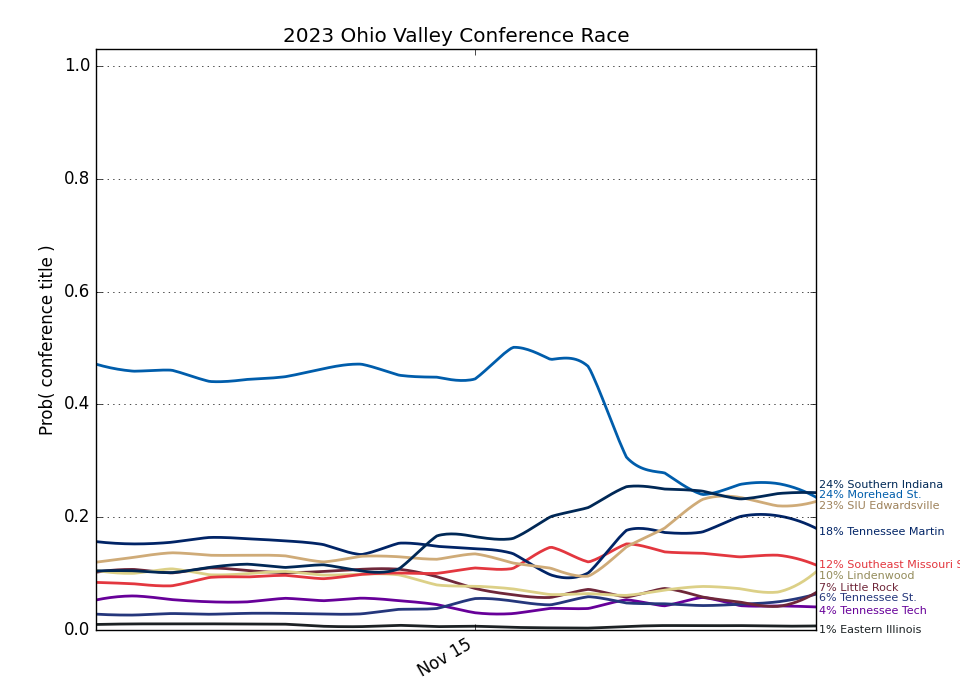 2023 Ohio Valley Conference Race
1.0
0.8
0.6
0.4
0.2
0.0
Prob( conference title )
Nov 15
24% Southern Indiana
24% Morehead St.
23% SIU Edwardsville
18% Tennessee Martin
12% Southeast Missouri S
10% Lindenwood
7% Little Rock
6% Tennessee St.
4% Tennessee Tech
1% Eastern Illinois